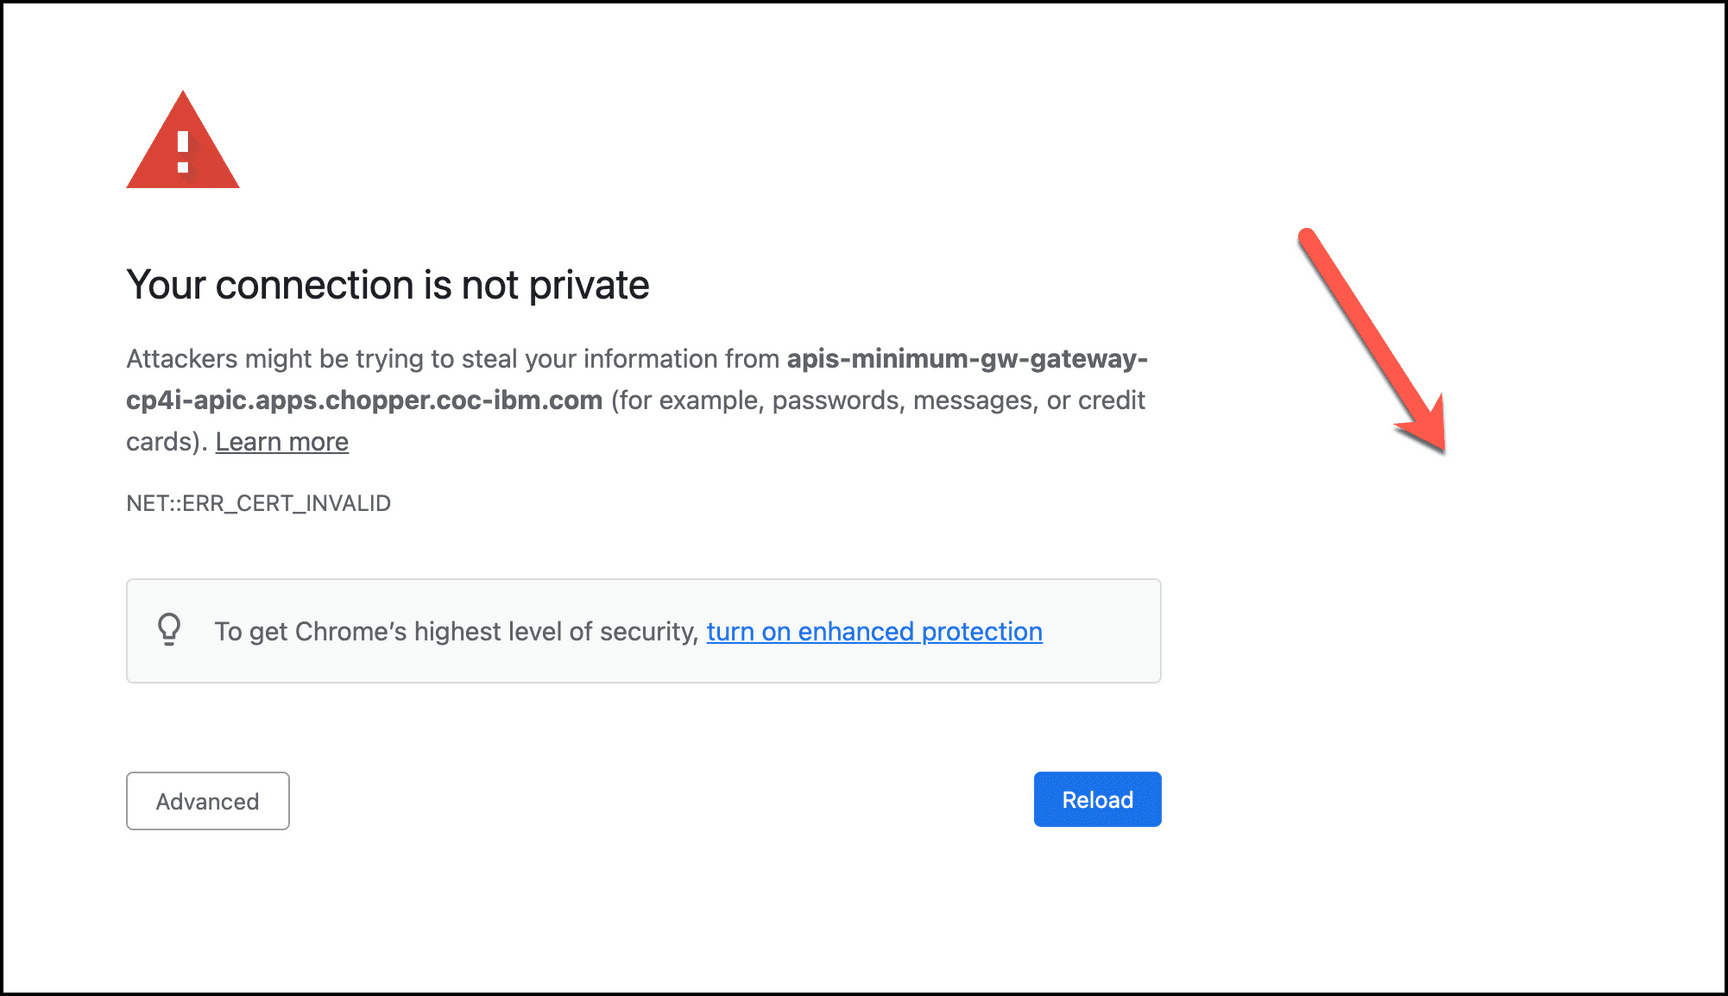 Your connection is not private
Attackers might be trying to steal your information from apis-minimum-gw-gateway-
cp4i-apic.apps.chopper.coc-ibm.com (for example, passwords, messages, or credit
cards). Learn more
NET::ERR_CERT_INVALID
To get Chrome’s highest level of security, turn on enhanced protection
Advanced
Reload